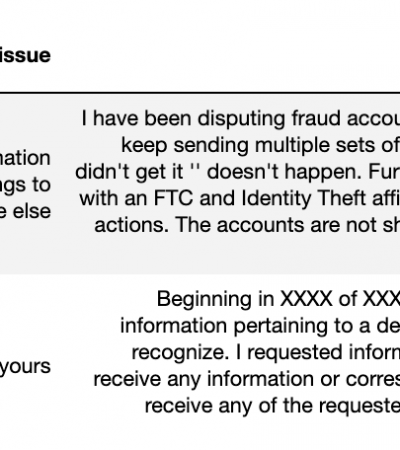 issue
I have been disputing fraud accou
keep sending multiple sets of
nation
didn't get it '' doesn't happen. Fur
ngs to
with an FTC and Identity Theft affi
e else
actions. The accounts are not sh
Beginning in XXXX of XXX
information pertaining to a de
recognize. I requested inform
yours
receive any information or corres
receive any of the requeste